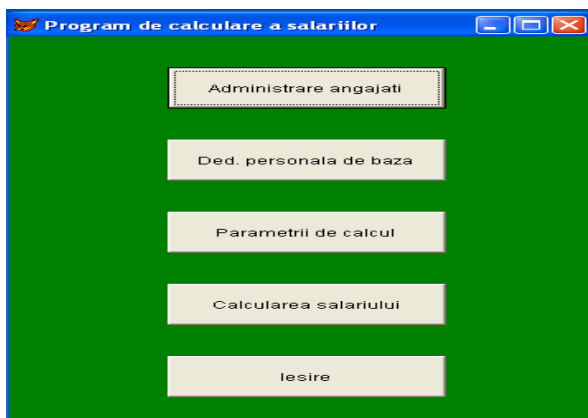 Program de calculare a salariilor
Administrare angajati
Ded. personala de baza
Parametrii de calcul
Calcularea salariului
Iesire